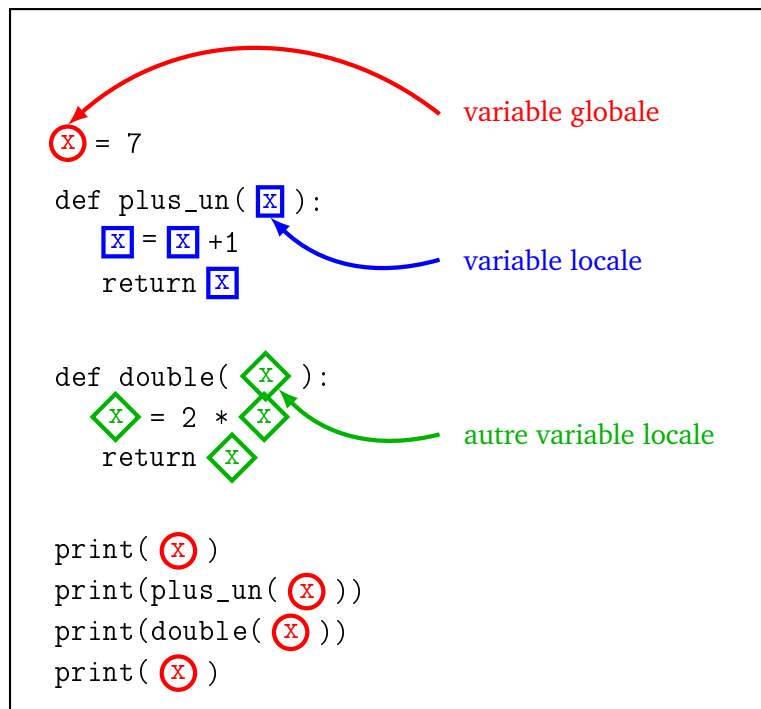 variable globale
x = 7
def plus_un( x ):
x = x +1
variable locale
return x
def double( x ):
x = 2 * x
autre variable locale
return x
print( x )
print(plus_un( x ))
print(double( x ))
print( x )